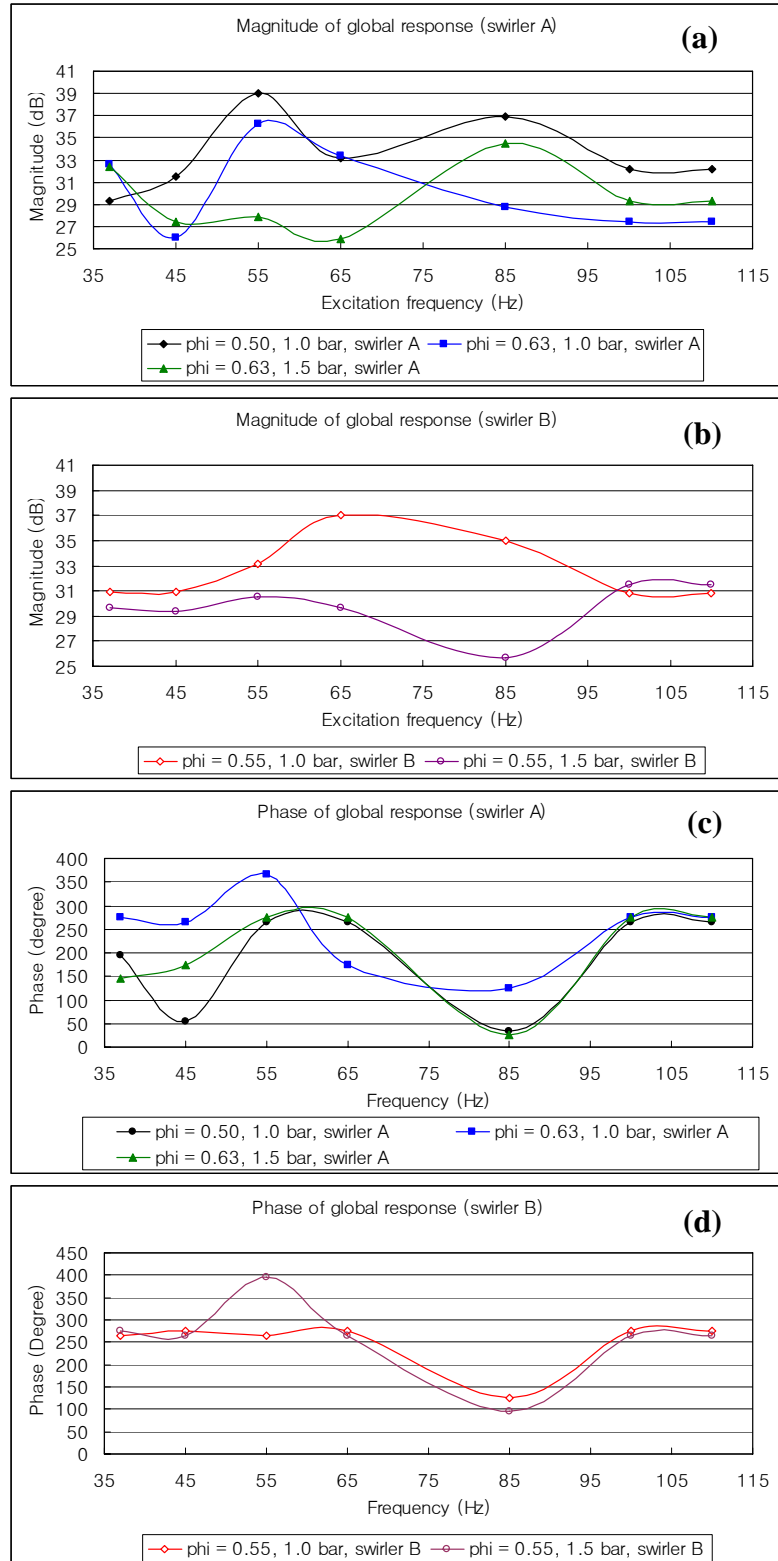 Magnitude of global response (swirler A)
(a)
Magnitude (dB)
41
39
37
35
33
31
29
27
25
35 45 55 65 75 85 95 105 115
Excitation frequency (Hz)
phi = 0.50, 1.0 bar, swirler A phi = 0.63, 1.0 bar, swirler A
phi = 0.63, 1.5 bar, swirler A
Magnitude of global response (swirler B)
(b)
Magnitude (dB)
41
39
37
35
33
31
29
27
25
35 45 55 65 75 85 95 105 115
Excitation frequency (Hz)
phi = 0.55, 1.0 bar, swirler B phi = 0.55, 1.5 bar, swirler B
Phase of global response (swirler A)
(c)
Phase (degree)
400
350
300
250
200
150
100
50
0
35 45 55 65 75 85 95 105 115
Frequency (Hz)
phi = 0.50, 1.0 bar, swirler A phi = 0.63, 1.0 bar, swirler A
phi = 0.63, 1.5 bar, swirler A
Phase of global response (swirler B)
(d)
Phase (Degree)
450
400
350
300
250
200
150
100
50
0
35 45 55 65 75 85 95 105 115
Frequency (Hz)
phi = 0.55, 1.0 bar, swirler B phi = 0.55, 1.5 bar, swirler B